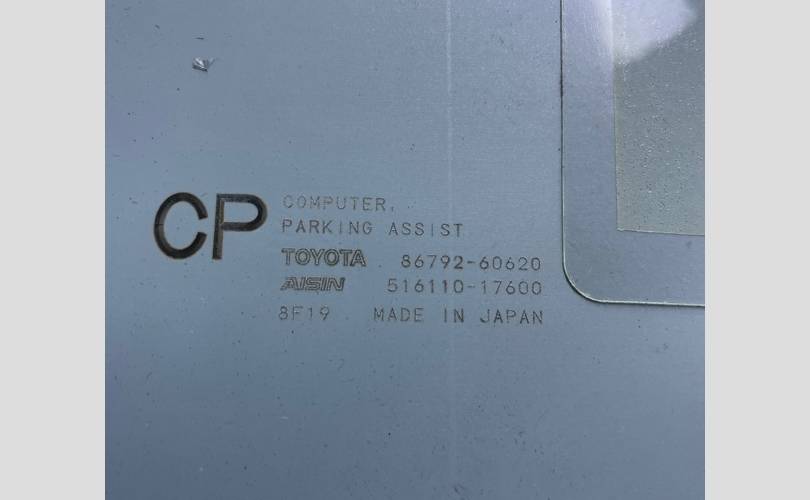 CP
COMPUTER,
PARKING ASSIST
TOYOTA 86792-60620
AISIN 516110-17600
8F19 MADE IN JAPAN